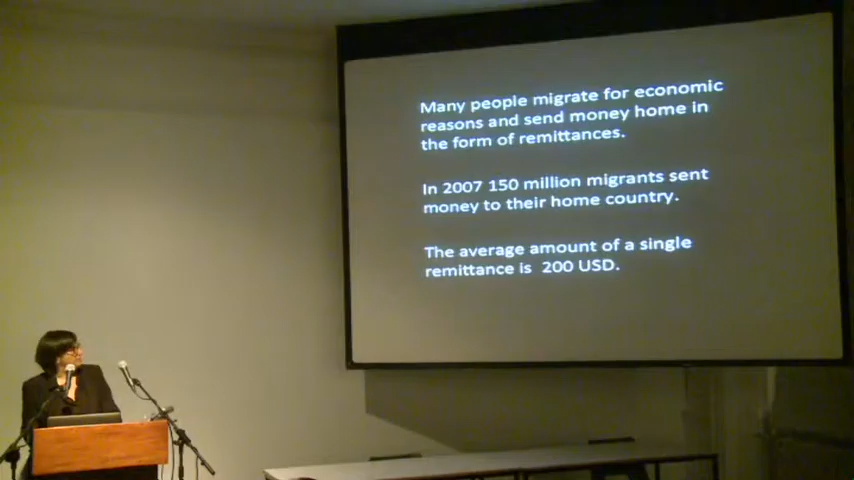 Many people migrate for economic
reasons and send money home in
the form of remittances.
In 2007 150 million migrants sent
money to their home country.
The average amount of a single
remittance is  200 USD.